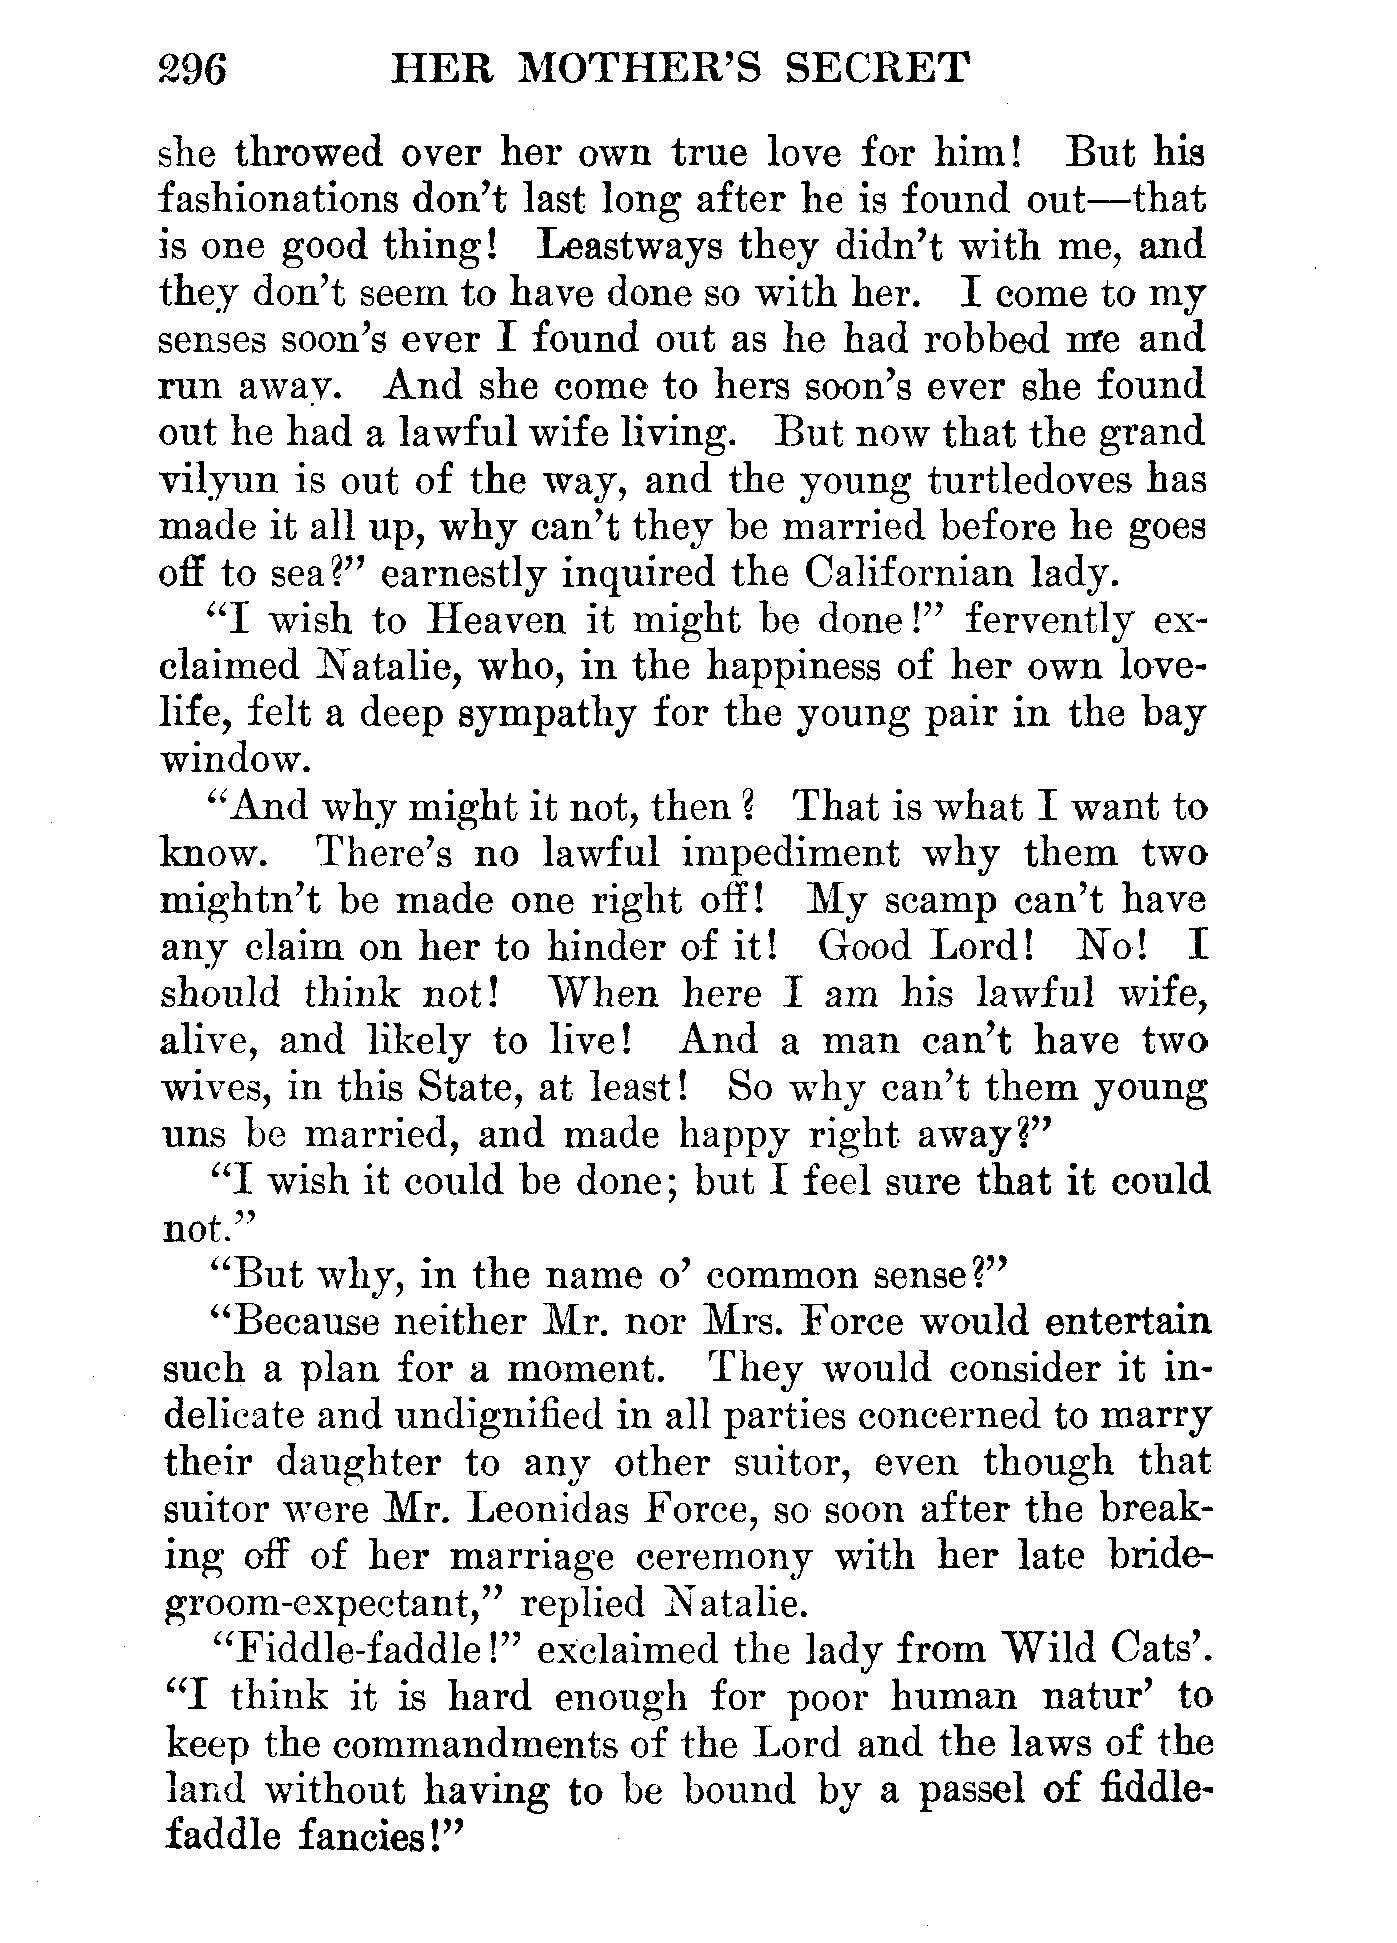 296 HER MOTHER'S SECRET
she throwed over her own true love for him! But his
fashionations don't last long after he is found out—that
is one good thing! Leastways they didn't with me, and
they don't seem to have done so with her. I come to my
senses soon's ever I found out as he had robbed me and
run away. And she come to hers soon's ever she found
out he had a lawful wife living. But now that the grand
vilyun is out of the way, and the young turtledoves has
made it all up, why can't they be married before he goes
off to sea?" earnestly inquired the Californian lady.
"I wish to Heaven it might be done!" fervently ex-
claimed Natalie, who, in the happiness of her own love-
life, felt a deep sympathy for the young pair in the bay
window.
"And why might it not, then? That is what I want to
know. There's no lawful impediment why them two
mightn't be made one right off! My scamp can't have
any claim on her to hinder of it! Good Lord! No! I
should think not! When here I am his lawful wife,
alive, and likely to live! And a man can't have two
wives, in this State, at least! So why can't them young
uns be married, and made happy right away?"
"I wish it could be done; but I feel sure that it could
not."
"But why, in the name o' common sense?"
"Because neither Mr. nor Mrs. Force would entertain
such a plan for a moment. They would consider it in-
delicate and undignified in all parties concerned to marry
their daughter to any other suitor, even though that
suitor were Mr. Leonidas Force, so soon after the break-
ing off of her marriage ceremony with her late bride-
groom-expectant," replied Natalie.
"Fiddle-faddle!" exclaimed the lady from Wild Cats'.
"I think it is hard enough for poor human natur' to
keep the commandments of the Lord and the laws of the
land without having to be bound by a passel of fiddle-
faddle fancies!"